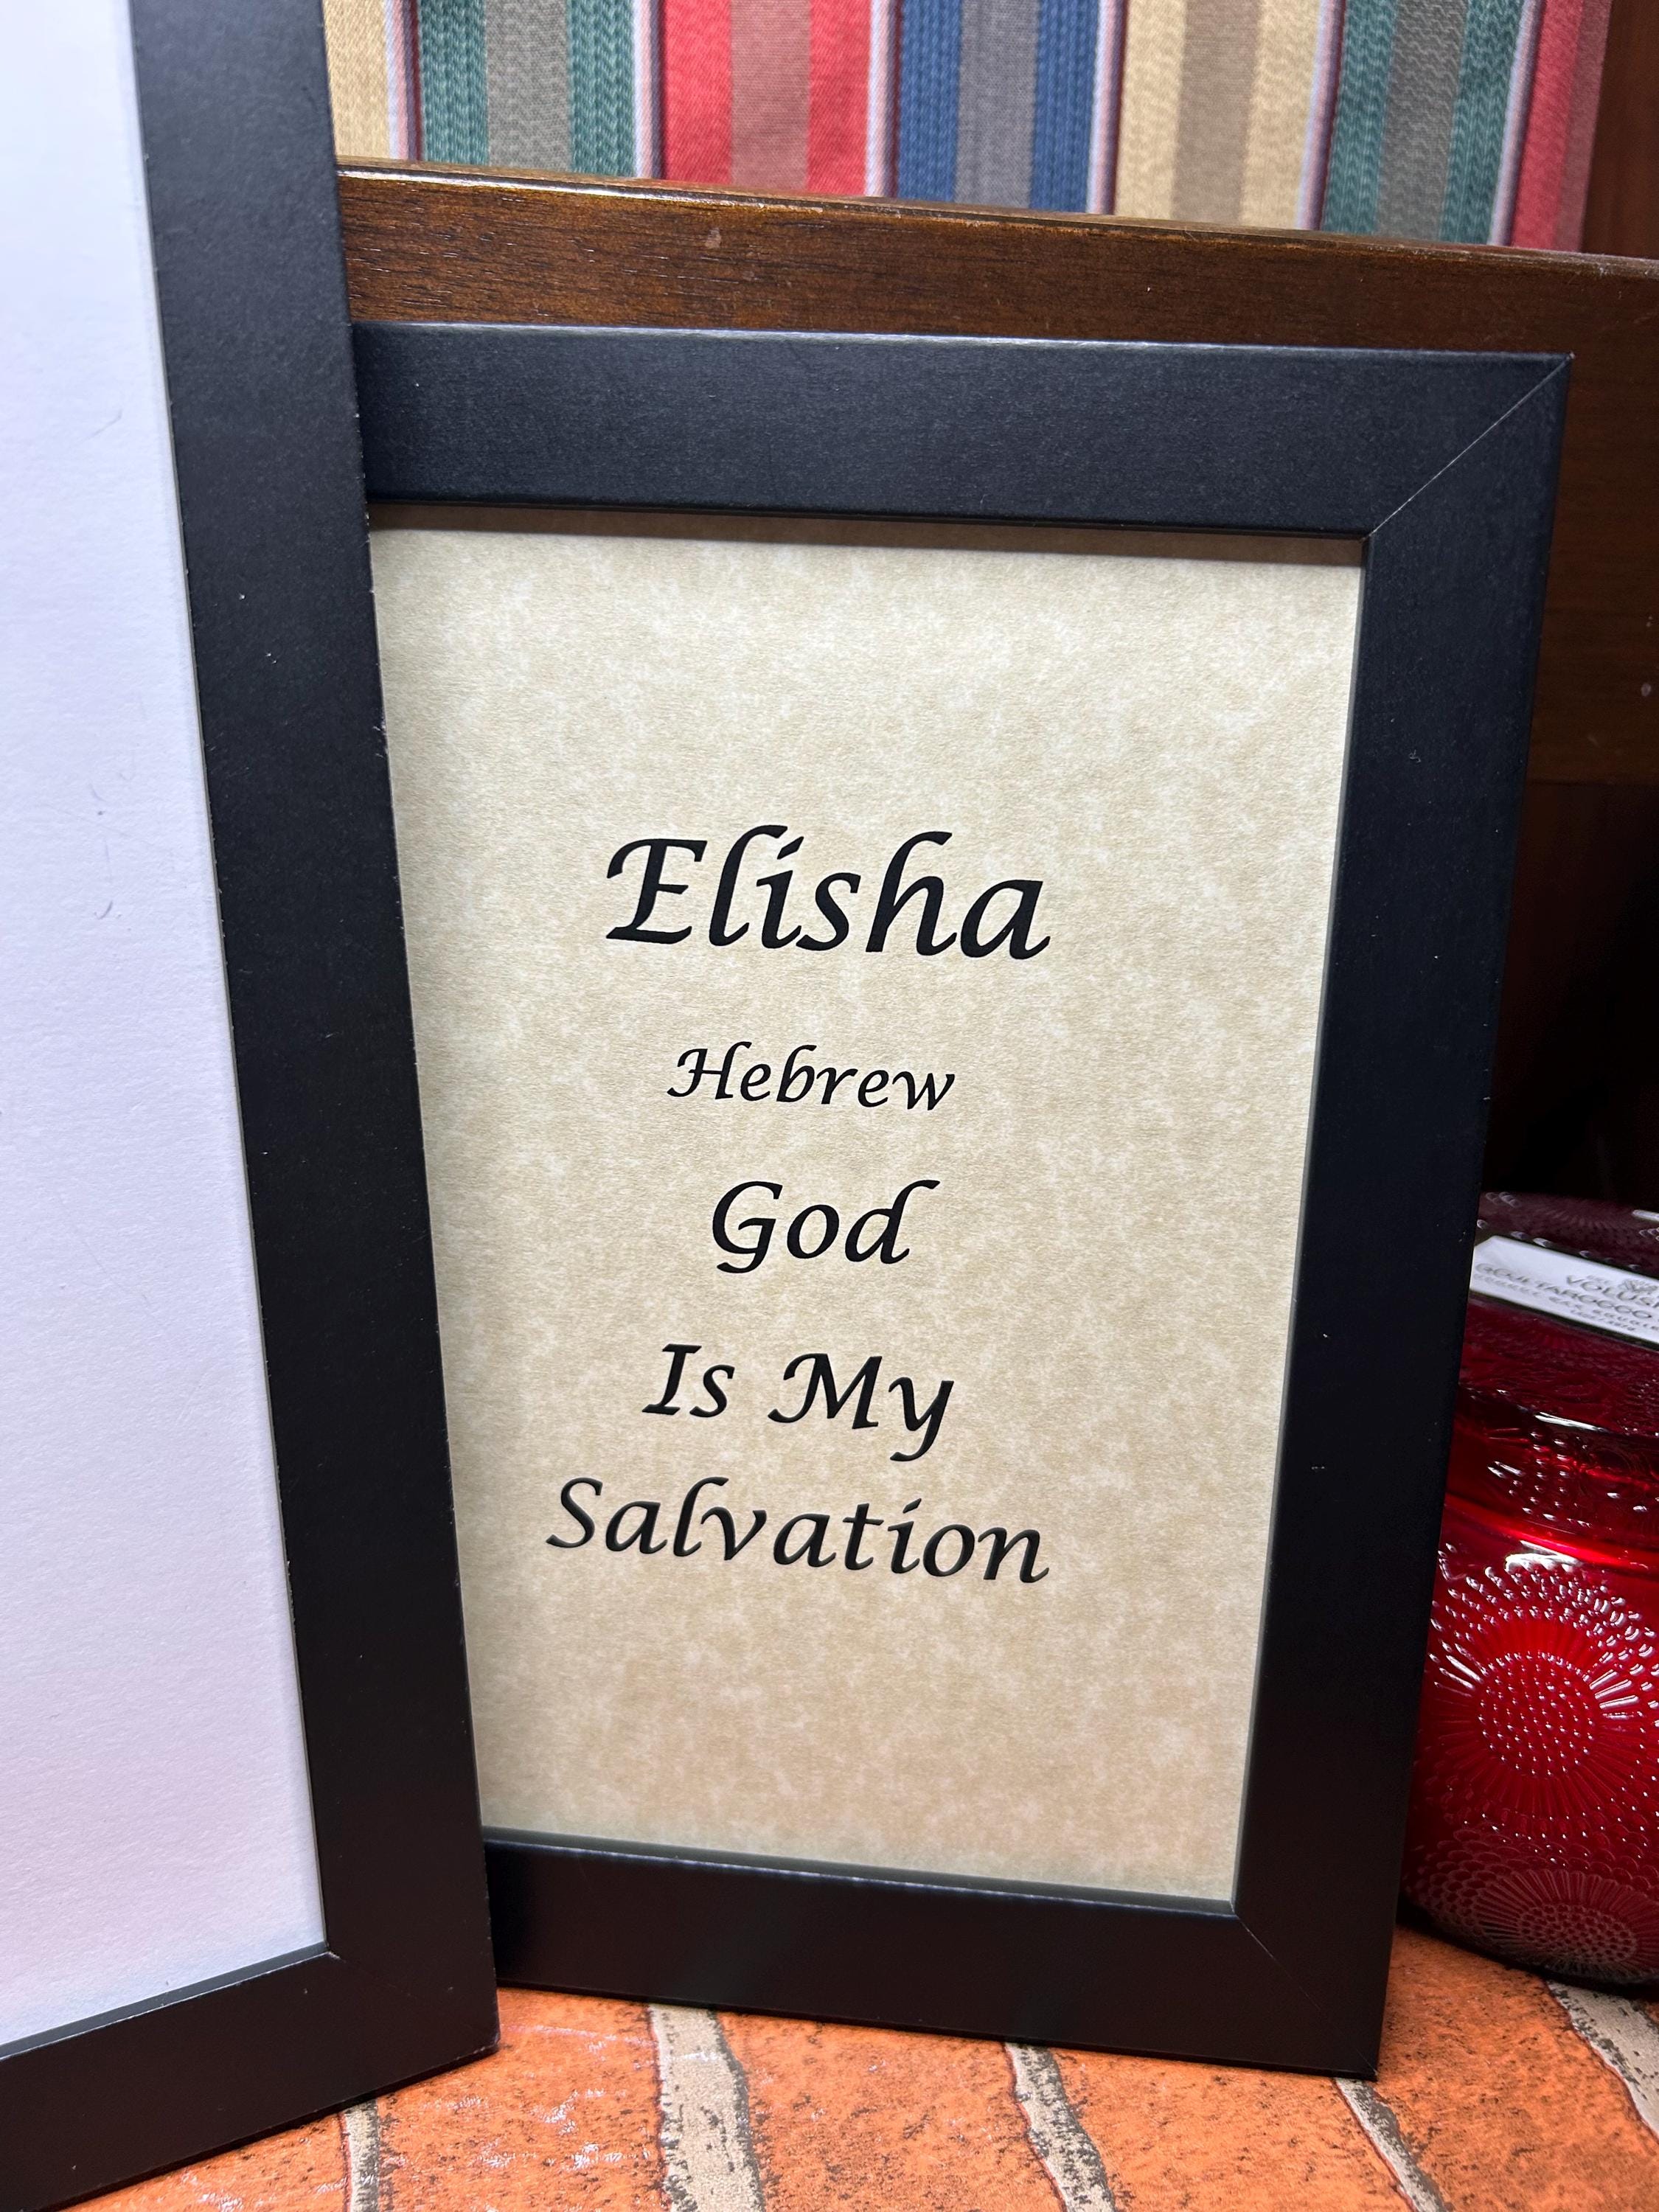 Elisha
Hebrew
God
Is My
Salvation